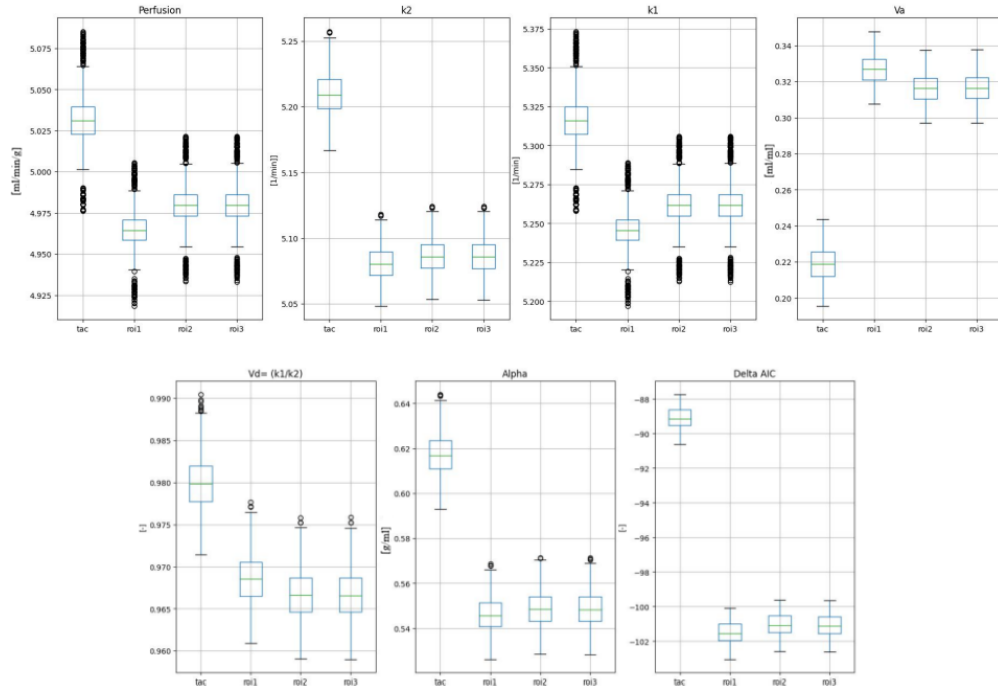 Perfusion
[ml/min/g]
5.075
5.050
5.025
5.000
4.975
4.950
4.925
tac roi1 roi2 roi3
k2
[1/min]]
5.25
5.20
5.15
5.10
5.05
tac roi1 roi2 roi3
k1
[1/min]
5.375
5.350
5.325
5.300
5.275
5.250
5.225
5.200
tac roi1 roi2 roi3
Va
[ml/ml]
0.34
0.32
0.30
0.28
0.26
0.24
0.22
0.20
tac roi1 roi2 roi3
Vd= (k1/k2)
[-]
0.990
0.985
0.980
0.975
0.970
0.965
0.960
tac roi1 roi2 roi3
Alpha
[g/ml]
0.64
0.62
0.60
0.58
0.56
0.54
tac roi1 roi2 roi3
Delta AIC
[-]
−88
−90
−92
−94
−96
−98
−100
−102
tac roi1 roi2 roi3